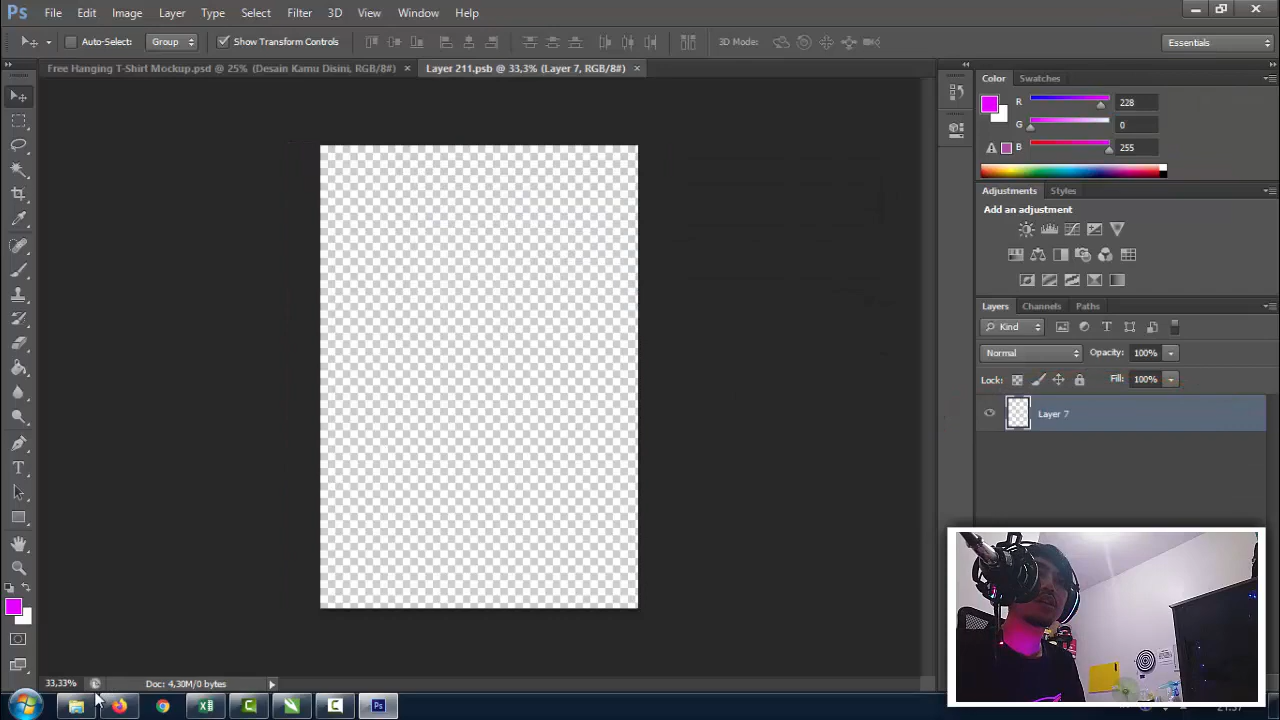 Ps File Edit Image Layer Type Select Filter 3D View Window Help
Auto-Select: Group Show Transform Controls 3D Mode: Essentials
Free Hanging T-Shirt Mockup.psd @ 25% (Desain Kamu Disini, RGB/8#) × Layer 211.psb @ 33,3% (Layer 7, RGB/8#) ×
Color Swatches
R 228
G 0
B 255
Adjustments Styles
Add an adjustment
Layers Channels Paths
Kind
Normal Opacity: 100%
Lock: Fill: 100%
Layer 7
33,33% Doc: 4,30M/0 bytes
Ps